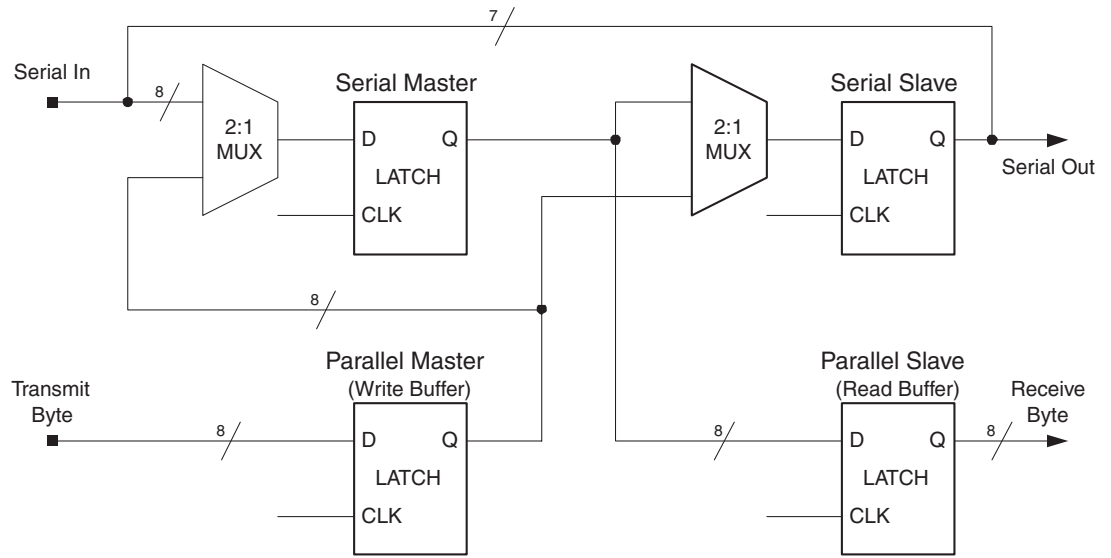 7
Serial In
8
2:1
MUX
Serial Master
D
Q
LATCH
CLK
2:1
MUX
Serial Slave
D
Q
LATCH
CLK
Serial Out
8
Transmit
Byte
8
Parallel Master
(Write Buffer)
D
Q
LATCH
CLK
8
Parallel Slave
(Read Buffer)
D
Q
LATCH
CLK
8
Receive
Byte